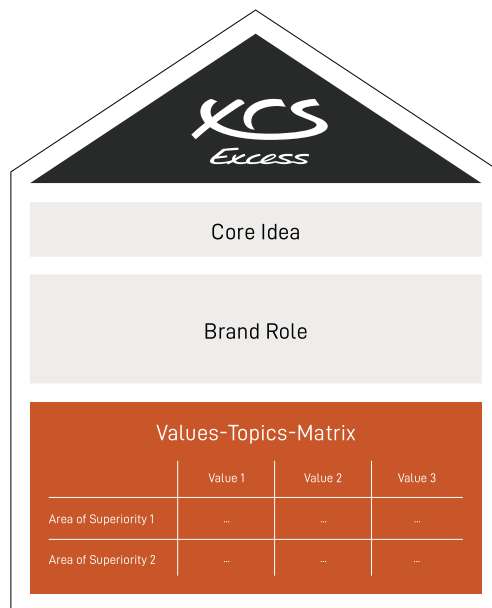 XCS
Excess
Core Idea
Brand Role
Values-Topics-Matrix
Value 1 Value 2 Value 3
Area of Superiority 1 ... ... ...
Area of Superiority 2 ... ... ...